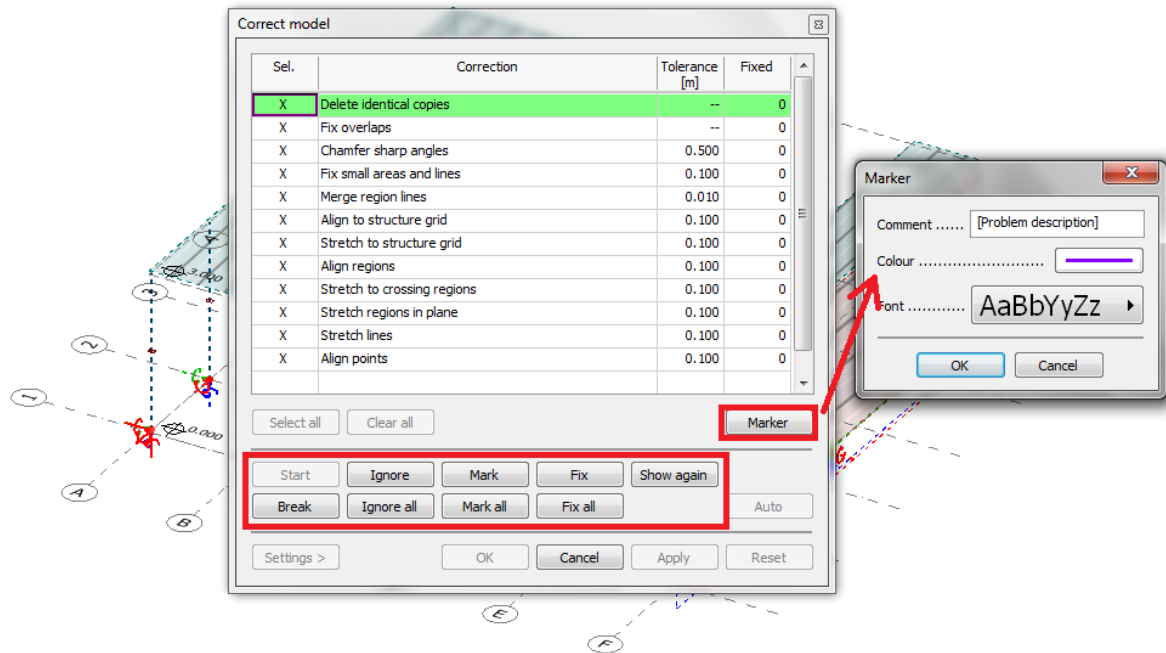 Correct model
Sel. Correction Tolerance [m] Fixed
X Delete identical copies -- 0
X Fix overlaps -- 0
X Chamfer sharp angles 0.500 0
X Fix small areas and lines 0.100 0
X Merge region lines 0.010 0
X Align to structure grid 0.100 0
X Stretch to structure grid 0.100 0
X Align regions 0.100 0
X Stretch to crossing regions 0.100 0
X Stretch regions in plane 0.100 0
X Stretch lines 0.100 0
X Align points 0.100 0
Select all Clear all Marker
Start Ignore Mark Fix Show again
Break Ignore all Mark all Fix all Auto
Settings > OK Cancel Apply Reset
Marker
Comment ...... [Problem description]
Colour ..........................
Font ............ AaBbYyZz
OK Cancel
4
3.000
3
2
1
0.000
A
B
E
F